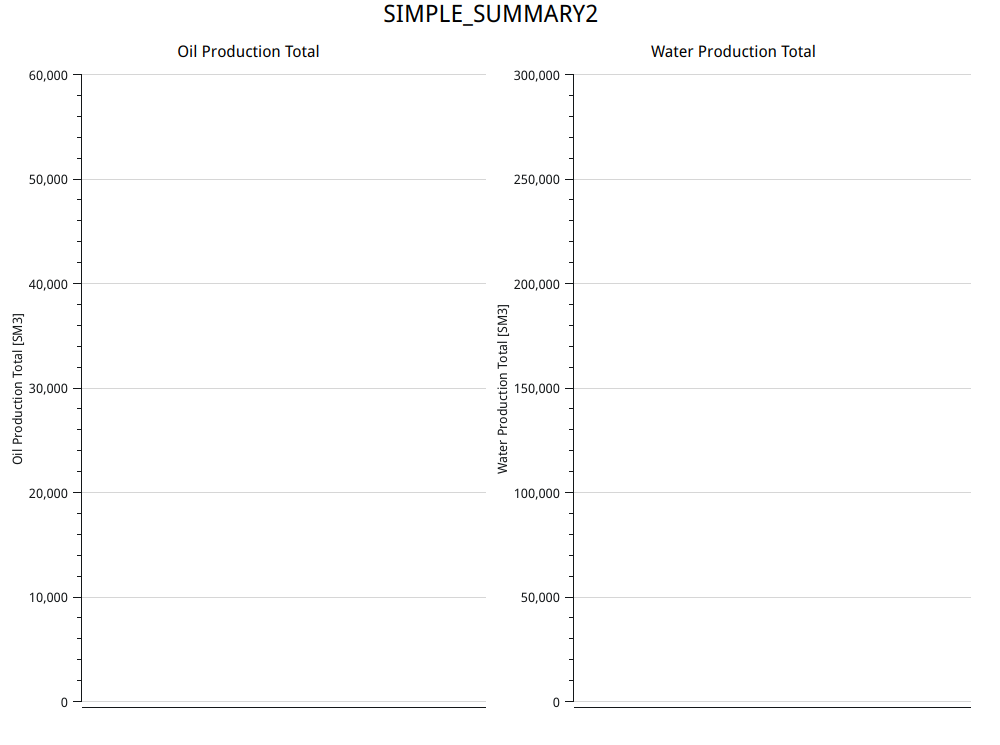 SIMPLE_SUMMARY2
Oil Production Total
60,000
50,000
40,000
30,000
20,000
10,000
0
Oil Production Total [SM3]
Water Production Total
300,000
250,000
200,000
150,000
100,000
50,000
0
Water Production Total [SM3]